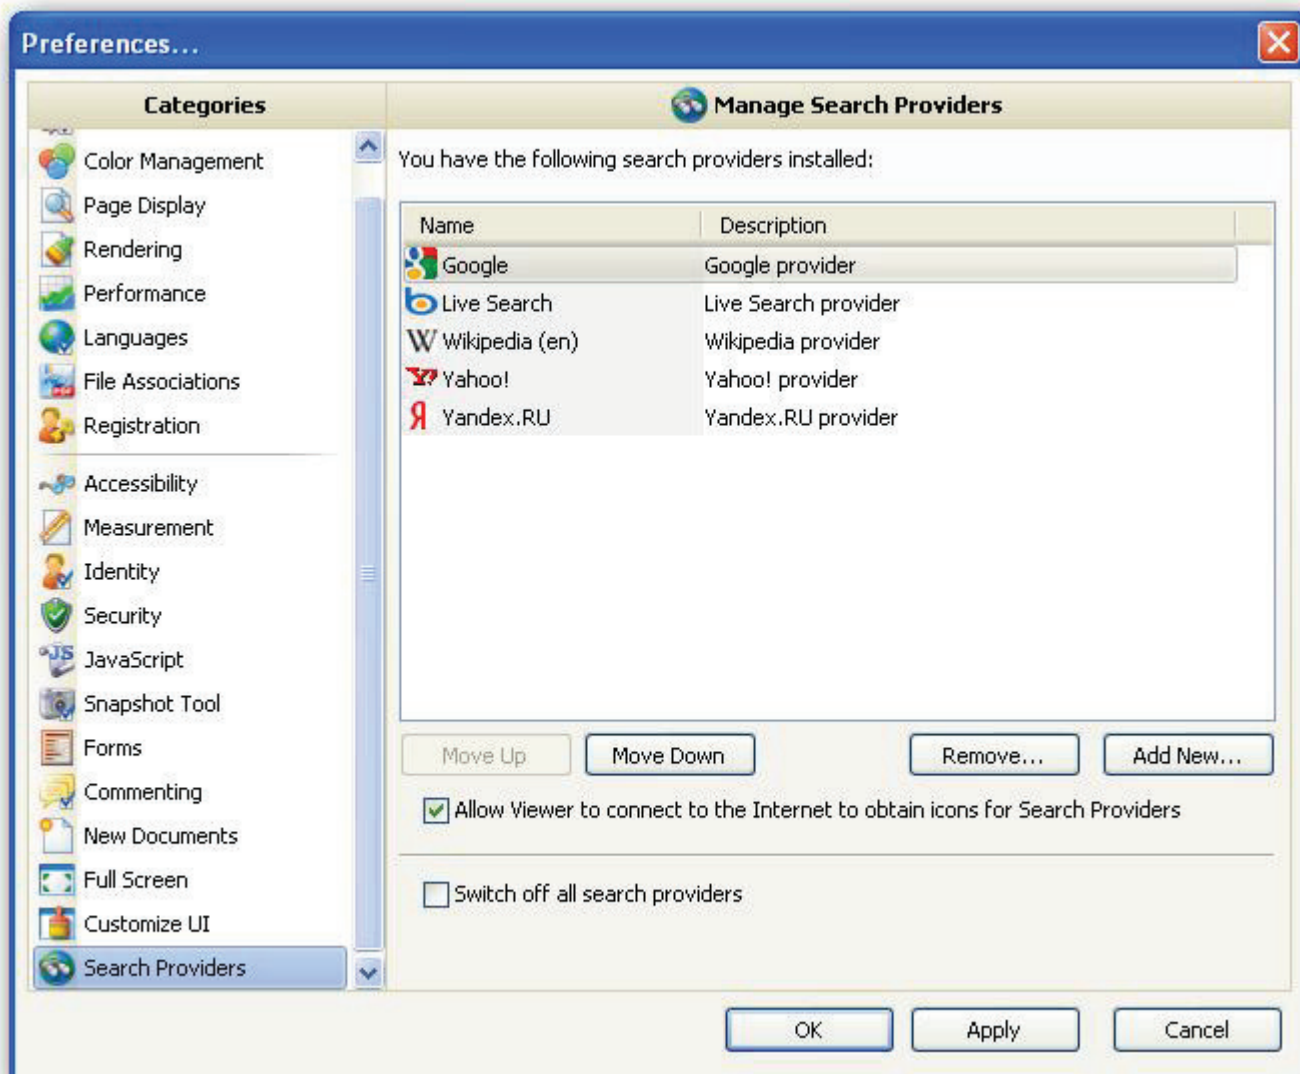 Preferences...
Categories
Manage Search Providers
Color Management
Page Display
Rendering
Performance
Languages
File Associations
Registration
Accessibility
Measurement
Identity
Security
JavaScript
Snapshot Tool
Forms
Commenting
New Documents
Full Screen
Customize UI
Search Providers
You have the following search providers installed:
Name Description
Google Google provider
Live Search Live Search provider
Wikipedia (en) Wikipedia provider
Yahoo! Yahoo! provider
Yandex.RU Yandex.RU provider
Move Up Move Down Remove... Add New...
Allow Viewer to connect to the Internet to obtain icons for Search Providers
Switch off all search providers
OK Apply Cancel